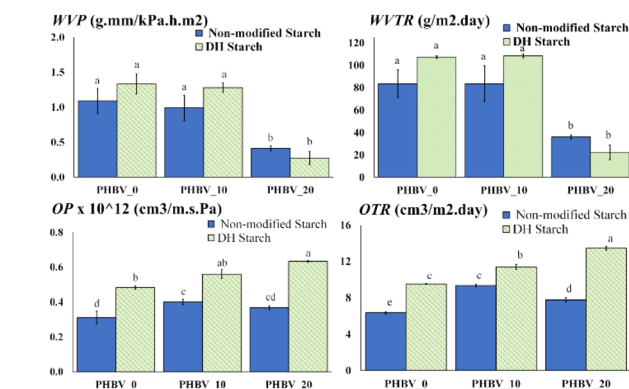 WVP (g.mm/kPa.h.m2)
Non-modified Starch
DH Starch
2.0
1.5
1.0
0.5
0.0
a
a
a
a
b
b
PHBV_0
PHBV_10
PHBV_20
WVTR (g/m2.day)
Non-modified Starch
DH Starch
120
100
80
60
40
20
0
a
a
a
a
b
b
PHBV_0
PHBV_10
PHBV_20
OP x 10^12 (cm3/m.s.Pa)
Non-modified Starch
DH Starch
0.8
0.6
0.4
0.2
0.0
d
b
c
ab
cd
a
PHBV_0
PHBV_10
PHBV_20
OTR (cm3/m2.day)
Non-modified Starch
DH Starch
16
12
8
4
0
e
c
c
b
d
a
PHBV_0
PHBV_10
PHBV_20